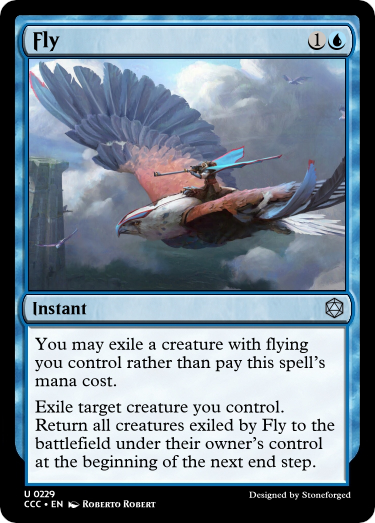 Fly 1
Instant
You may exile a creature with flying
you control rather than pay this spell's
mana cost.
Exile target creature you control.
Return all creatures exiled by Fly to the
battlefield under their owner's control
at the beginning of the next end step.
U 0229
CCC • EN Roberto Robert
Designed by Stoneforged